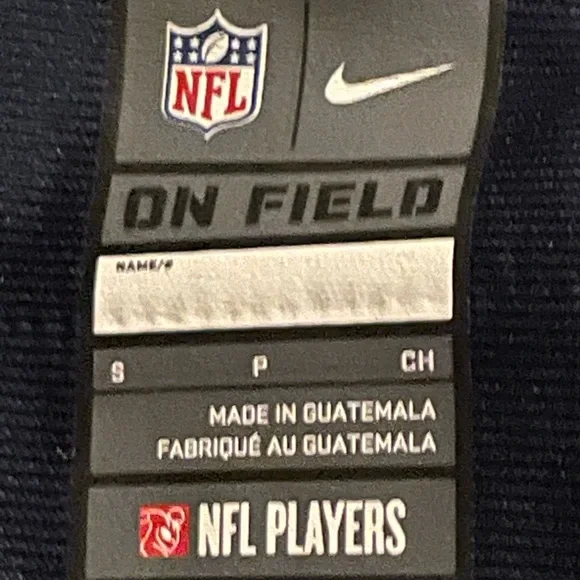 NFL
ON FIELD
NAME/#
S P CH
MADE IN GUATEMALA
FABRIQUÉ AU GUATEMALA
NFL PLAYERS